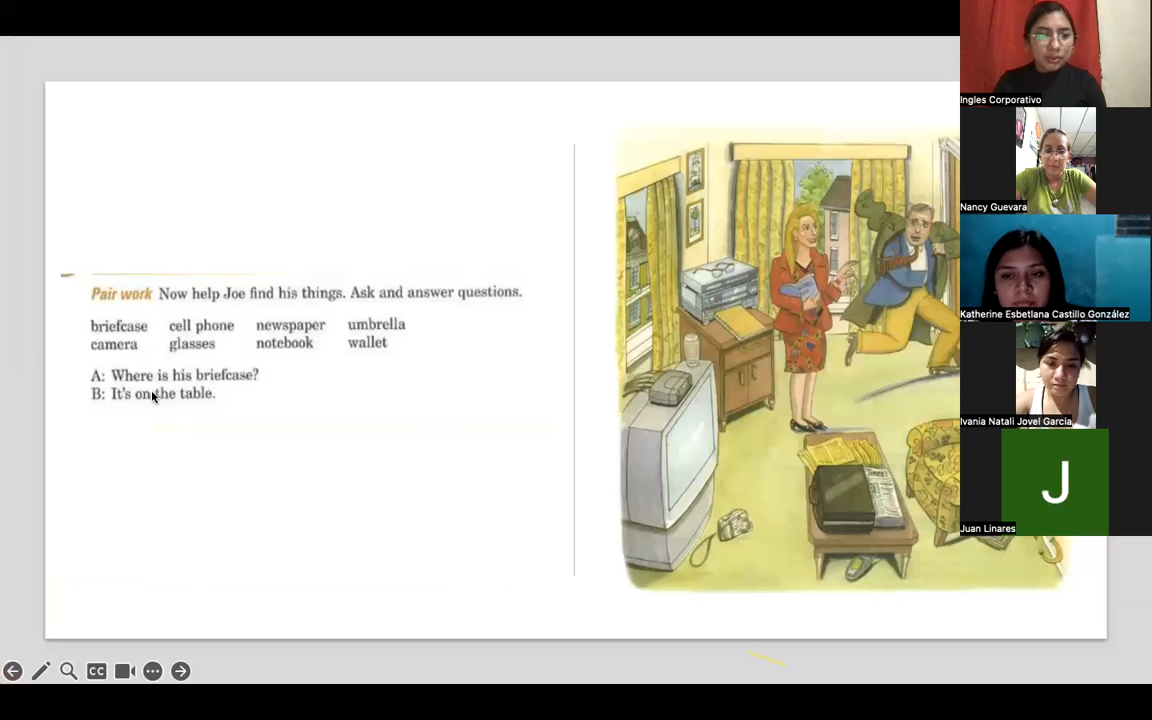 Pair work Now help Joe find his things. Ask and answer questions.
briefcase cell phone newspaper umbrella
camera glasses notebook wallet
A: Where is his briefcase?
B: It's on the table.
Times
CC
Ingles Corporativo
Nancy Guevara
Katherine Esbetlana Castillo González
Ivania Natali Jovel Garcia
J
Juan Linares